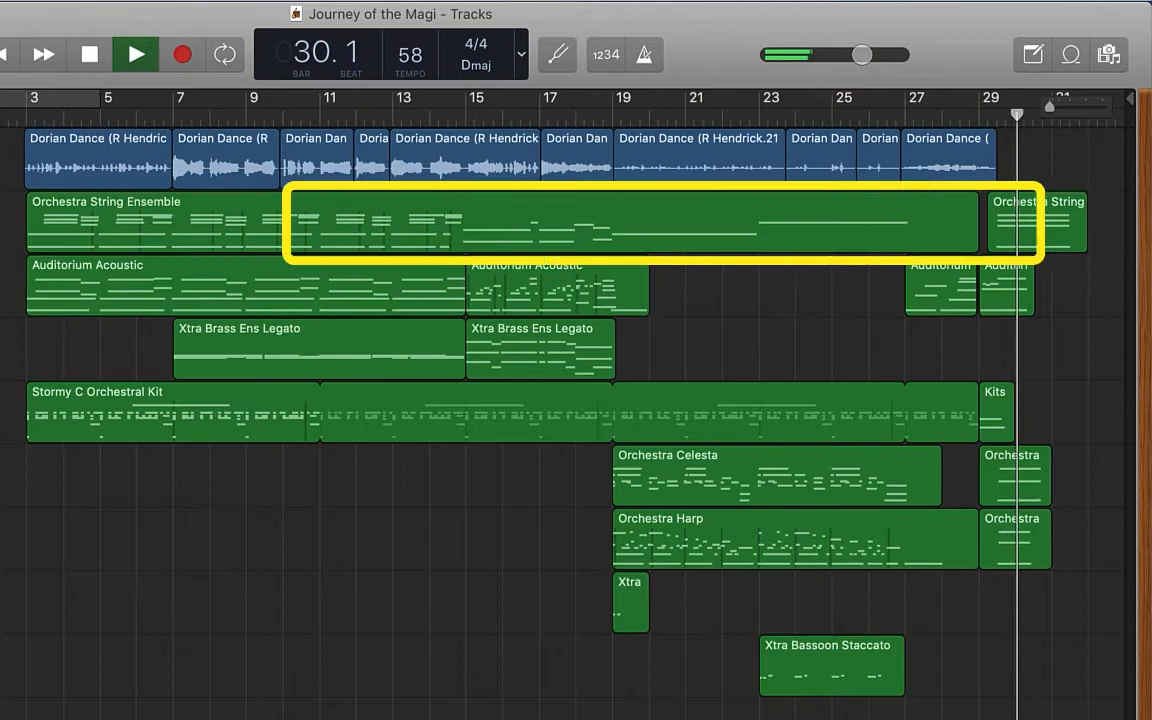 Journey of the Magi - Tracks
1234
30.1
BAR BEAT
58
TEMPO
4/4
Dmaj
3 5 7 9 11 13 15 17 19 21 23 25 27 29 31
Dorian Dance (R Hendric
Dorian Dance (R
Dorian Dan
Doria
Dorian Dance (R Hendrick
Dorian Dan
Dorian Dance (R Hendrick.21
Dorian Dan
Dorian
Dorian Dance (
Orchestra String Ensemble
Orchestra String
Auditorium Acoustic
Auditorium Acoustic
Auditorium
Auditori
Xtra Brass Ens Legato
Xtra Brass Ens Legato
Stormy C Orchestral Kit
Kits
Orchestra Celesta
Orchestra
Orchestra Harp
Orchestra
Xtra
Xtra Bassoon Staccato